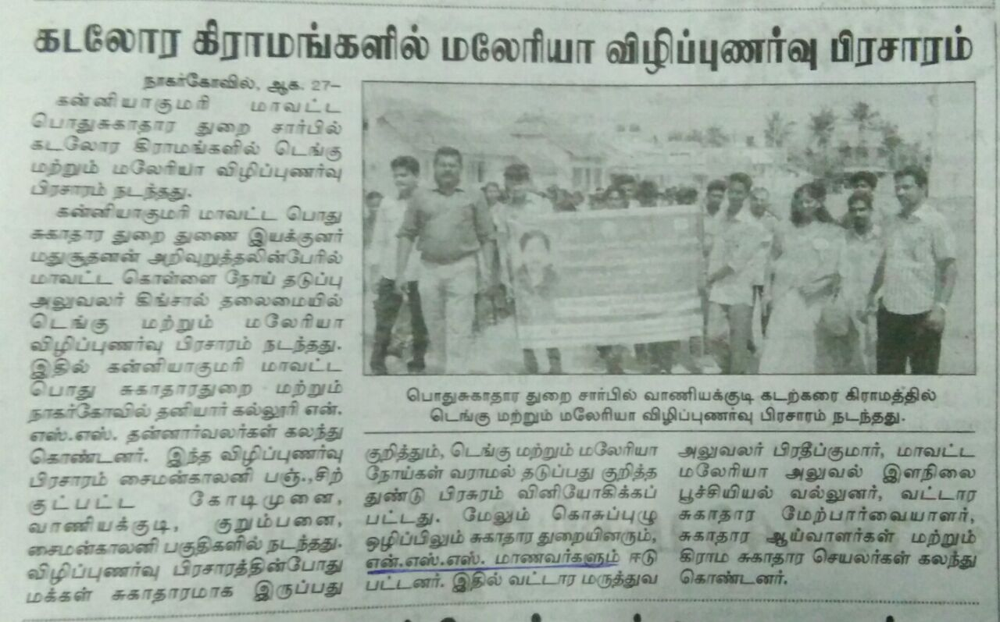 கடலோர கிராமங்களில் மலேரியா விழிப்புணர்வு பிரசாரம்
நாகர்கோவில், ஆக. 27–
கன்னியாகுமரி மாவட்ட
பொதுசுகாதார துறை சார்பில்
கடலோர கிராமங்களில் டெங்கு
மற்றும் மலேரியா விழிப்புணர்வு
பிரசாரம் நடந்தது.
கன்னியாகுமரி மாவட்ட பொது
சுகாதார துறை துணை இயக்குனர்
மதுசூதனன் அறிவுறுத்தலின்பேரில்
மாவட்ட கொள்ளை நோய் தடுப்பு
அலுவலர் கிங்சால் தலைமையில்
டெங்கு மற்றும் மலேரியா
விழிப்புணர்வு பிரசாரம் நடந்தது.
இதில் கன்னியாகுமரி மாவட்ட
பொது சுகாதாரதுறை மற்றும்
நாகர்கோவில் தனியார் கல்லூரி என்.
எஸ்.எஸ். தன்னார்வலர்கள் கலந்து
கொண்டனர். இந்த விழிப்புணர்வு
பிரசாரம் சைமன்காலனி பஞ்.,சிற்
குட்பட்ட கோடிமுனை,
வாணியக்குடி, குறும்பனை,
சைமன்காலனி பகுதிகளில் நடந்தது.
விழிப்புணர்வு பிரசாரத்தின்போது
மக்கள் சுகாதாரமாக இருப்பது
பொதுசுகாதார துறை சார்பில் வாணியக்குடி கடற்கரை கிராமத்தில்
டெங்கு மற்றும் மலேரியா விழிப்புணர்வு பிரசாரம் நடந்தது.
குறித்தும், டெங்கு மற்றும் மலேரியா
நோய்கள் வராமல் தடுப்பது குறித்த
துண்டு பிரசுரம் வினியோகிக்கப்
பட்டது. மேலும் கொசுப்புழு
ஒழிப்பிலும் சுகாதார துறையினரும்,
என்.எஸ்.எஸ். மாணவர்களும் ஈடு
பட்டனர். இதில் வட்டார மருத்துவ
அலுவலர் பிரதீப்குமார், மாவட்ட
மலேரியா அலுவல் இளநிலை
பூச்சியியல் வல்லுனர், வட்டார
சுகாதார மேற்பார்வையாளர்,
சுகாதார ஆய்வாளர்கள் மற்றும்
கிராம சுகாதார செயலர்கள் கலந்து
கொண்டனர்.